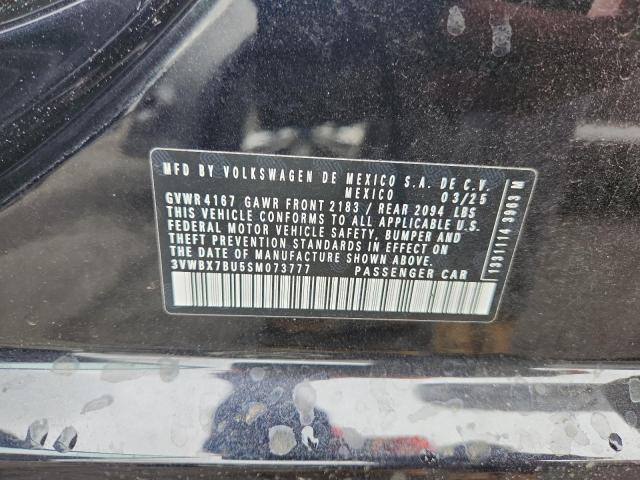 MFD BY VOLKSWAGEN DE MEXICO S.A. DE C.V.
MEXICO 03/25
GVWR 4167 GAWR FRONT 2183 / REAR 2094 LBS
THIS VEHICLE CONFORMS TO ALL APPLICABLE U.S.
FEDERAL MOTOR VEHICLE SAFETY, BUMPER AND
THEFT PREVENTION STANDARDS IN EFFECT ON
THE DATE OF MANUFACTURE SHOWN ABOVE.
3VWBX7BU5SM073777 PASSENGER CAR
1331114 3903 M